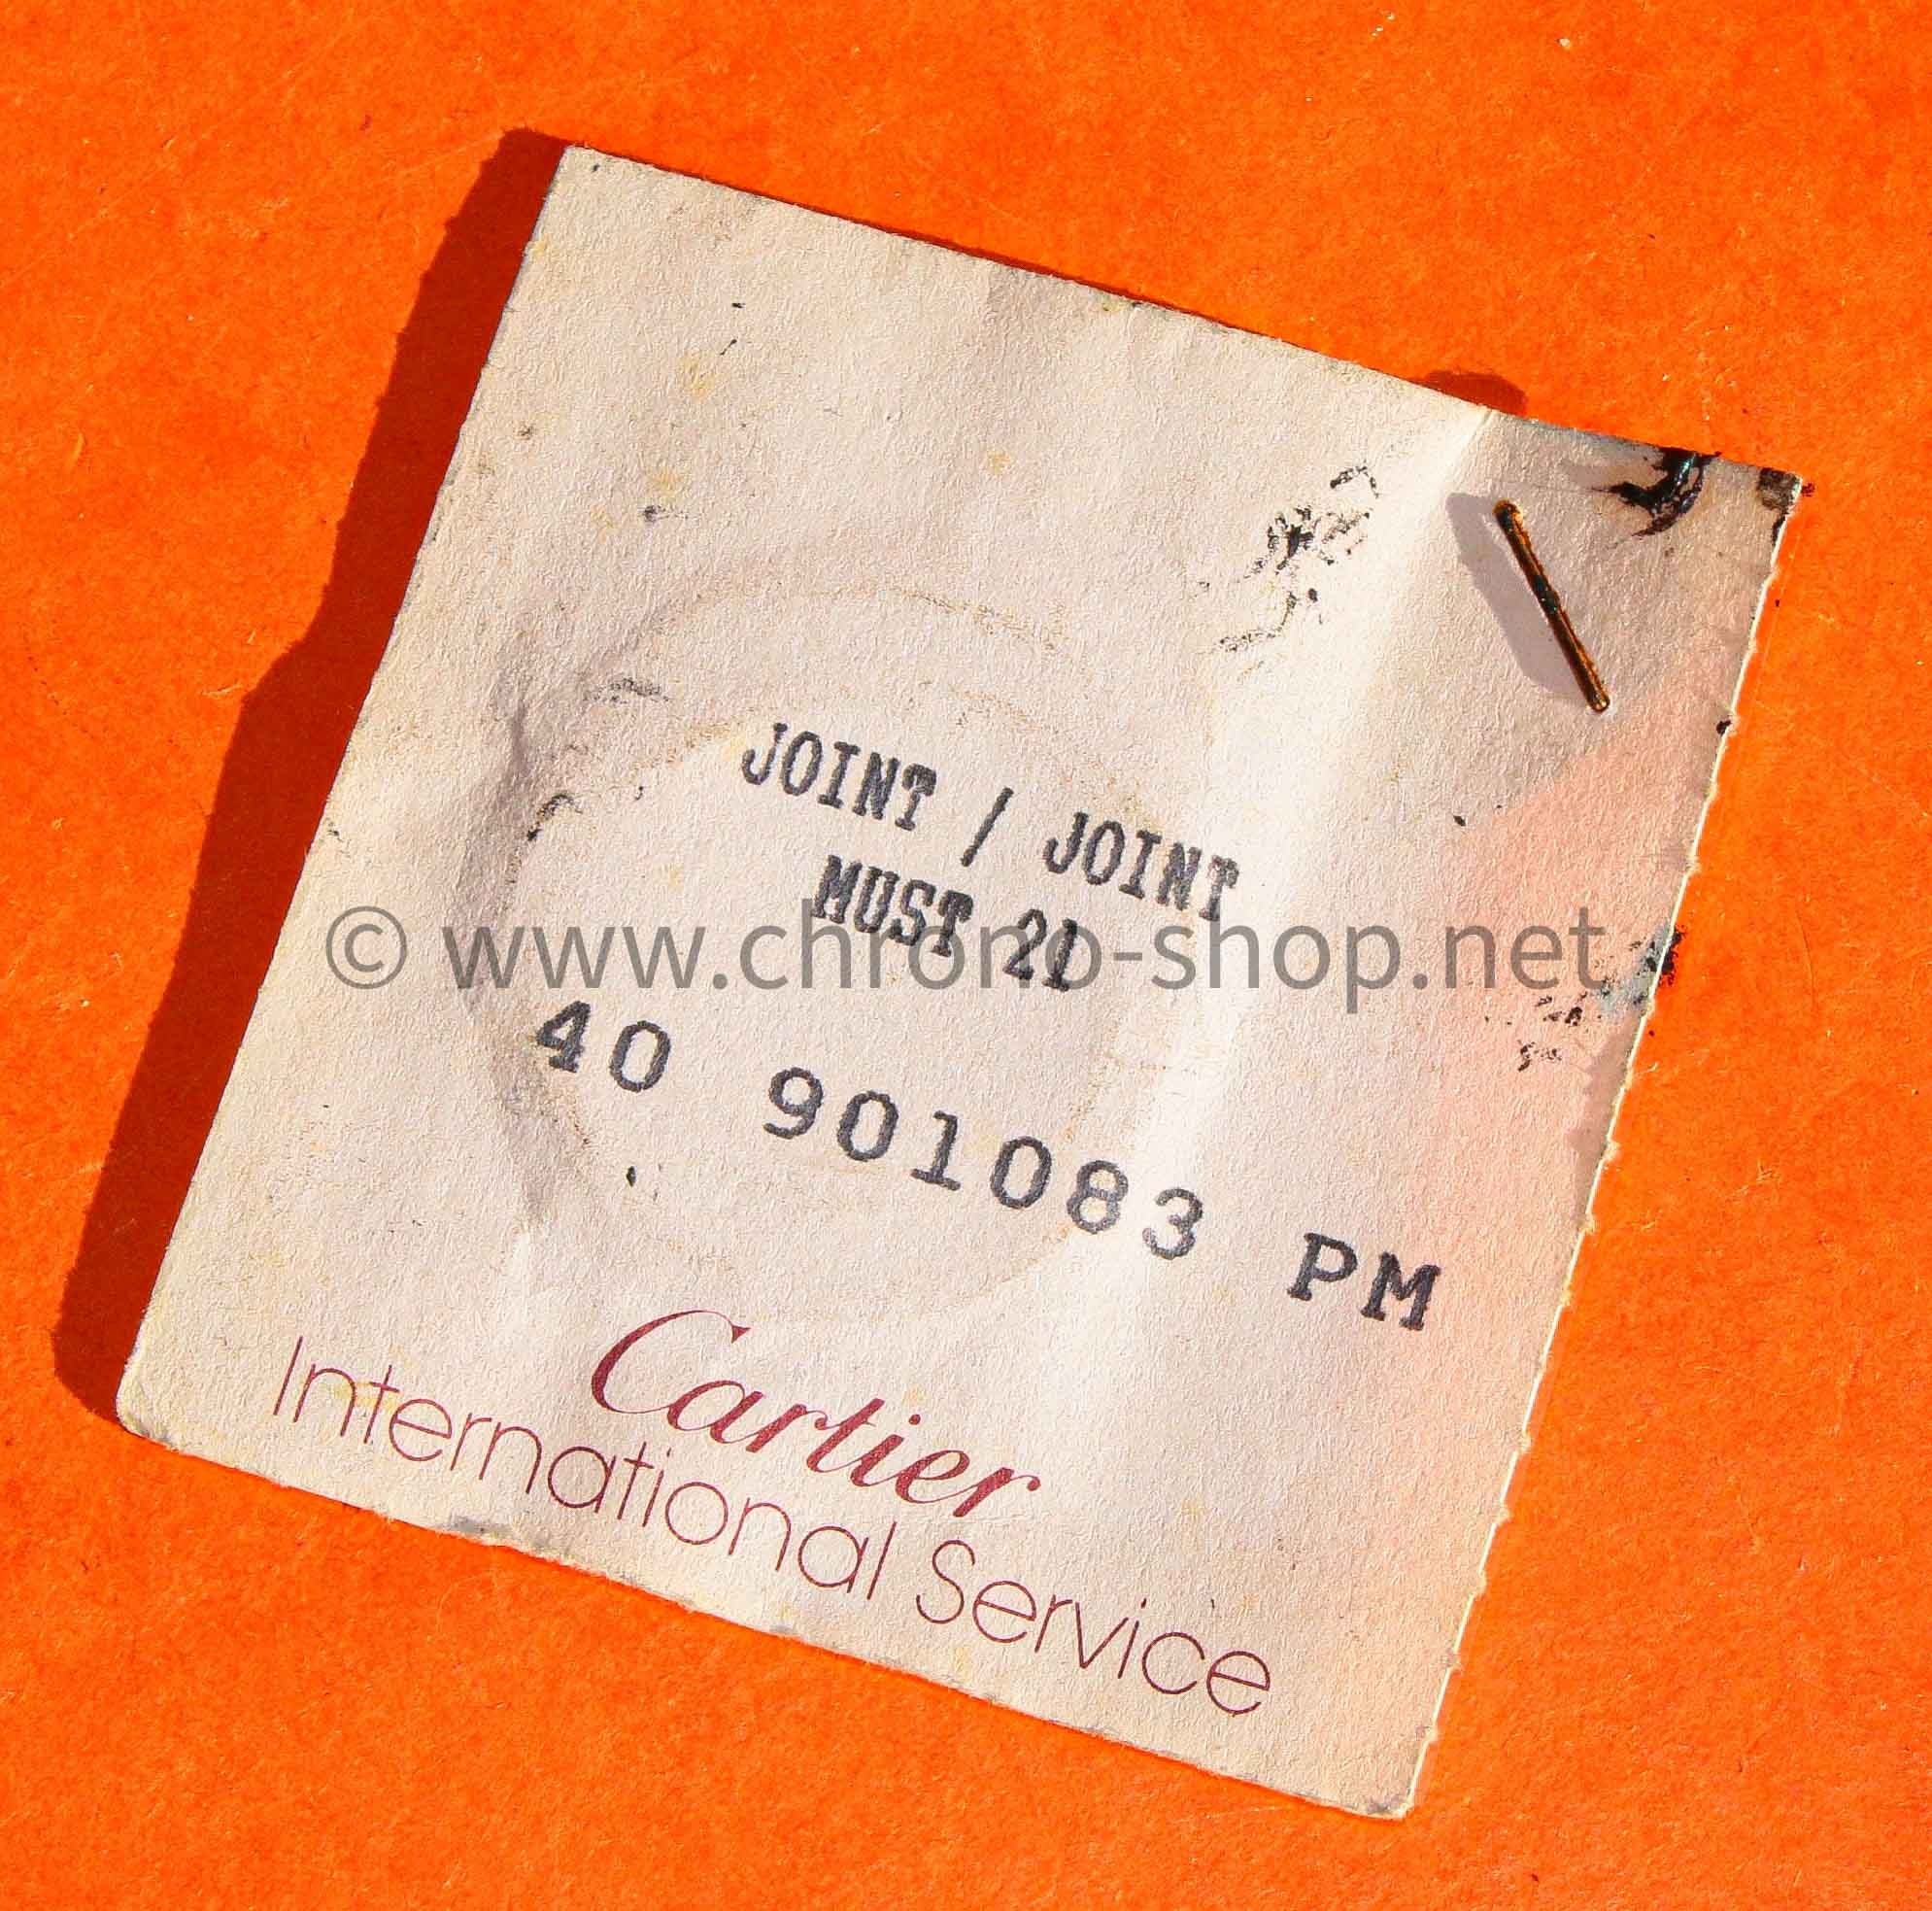 JOINT / JOINT
MUST 21
© www.chrono-shop.net
40 901083 PM
Cartier
International Service